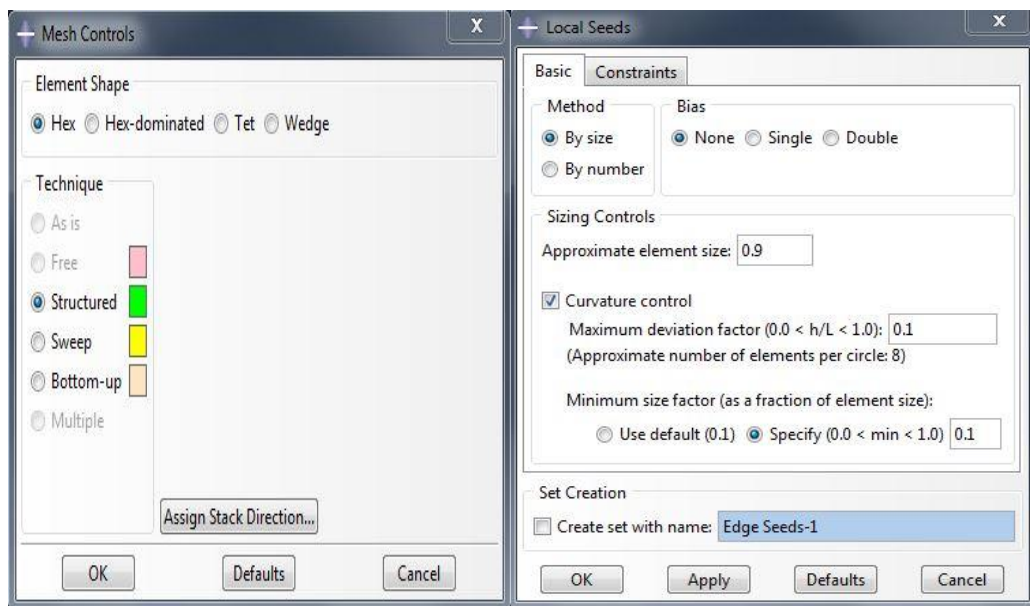 Mesh Controls
X
Element Shape
Hex Hex-dominated Tet Wedge
Technique
As is
Free
Structured
Sweep
Bottom-up
Multiple
Assign Stack Direction...
OK Defaults Cancel
Local Seeds
X
Basic Constraints
Method
By size
By number
Bias
None Single Double
Sizing Controls
Approximate element size: 0.9
Curvature control
Maximum deviation factor (0.0 < h/L < 1.0): 0.1
(Approximate number of elements per circle: 8)
Minimum size factor (as a fraction of element size):
Use default (0.1) Specify (0.0 < min < 1.0) 0.1
Set Creation
Create set with name: Edge Seeds-1
OK Apply Defaults Cancel